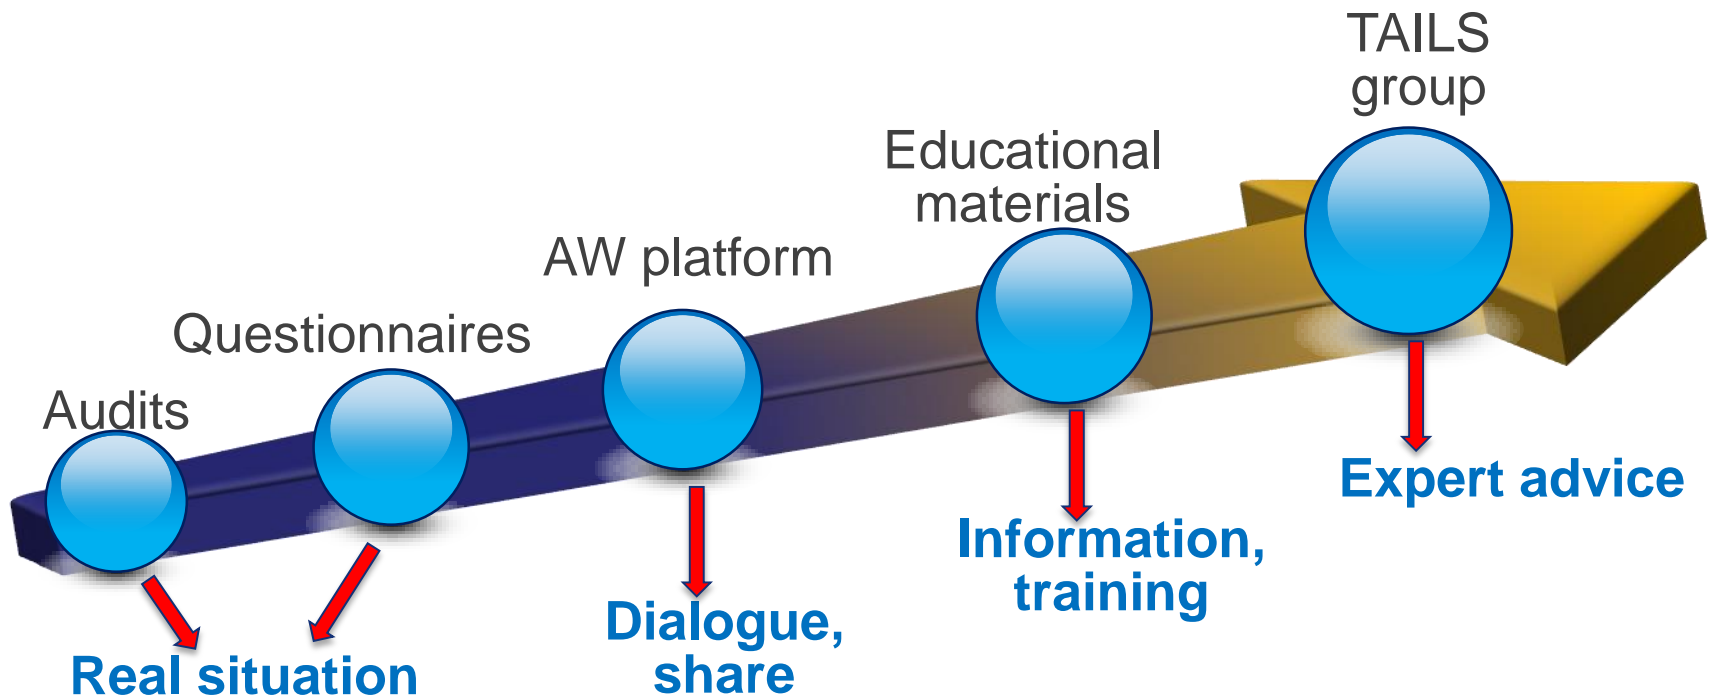 Audits
Questionnaires
AW platform
Educational
materials
TAILS
group
Real situation
Dialogue,
share
Information,
training
Expert advice